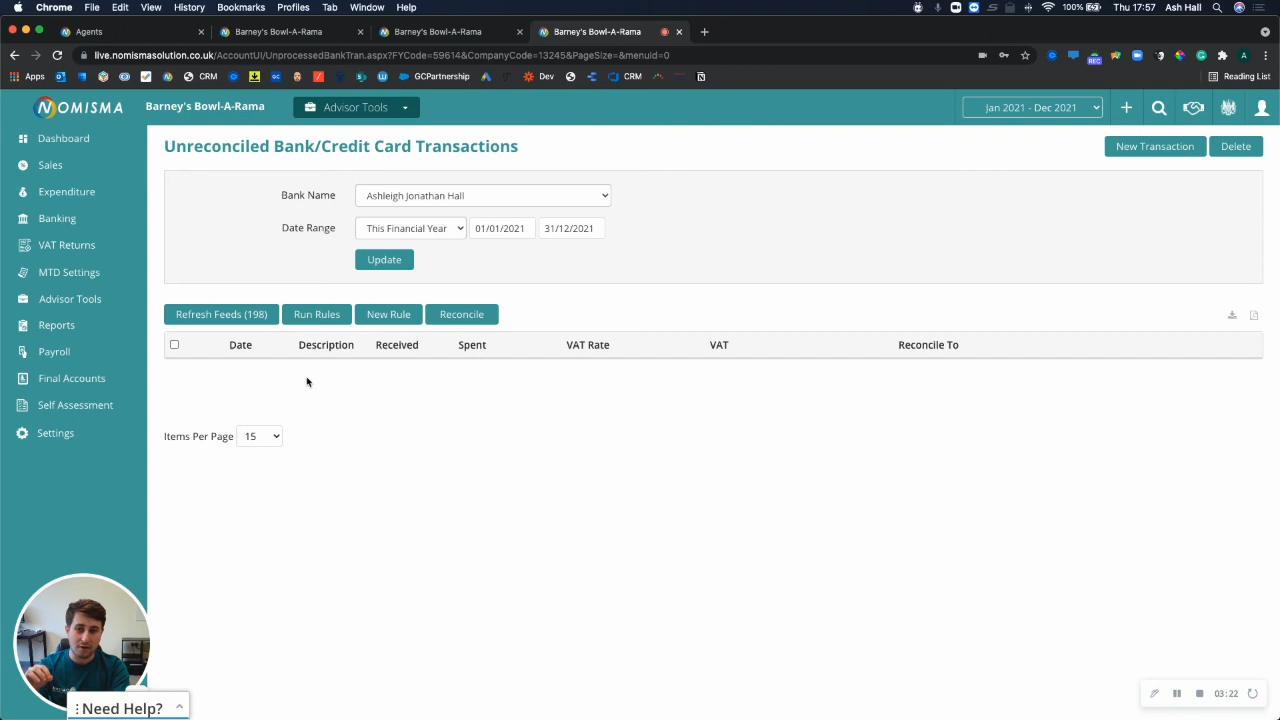 Chrome File Edit View History Bookmarks Profiles Tab Window Help 100% Thu 17:57 Ash Hall
Agents Barney's Bowl-A-Rama Barney's Bowl-A-Rama Barney's Bowl-A-Rama
live.nomismasolution.co.uk/AccountUI/UnprocessedBankTran.aspx?FYCode=59614&CompanyCode=13245&PageSize=&menuid=0 REC A
Apps CRM GCPartnership Dev CRM Reading List
NOMISMA Barney's Bowl-A-Rama Advisor Tools Jan 2021 - Dec 2021
Dashboard
Sales
Expenditure
Banking
VAT Returns
MTD Settings
Advisor Tools
Reports
Payroll
Final Accounts
Self Assessment
Settings
Unreconciled Bank/Credit Card Transactions New Transaction Delete
Bank Name Ashleigh Jonathan Hall
Date Range This Financial Year 01/01/2021 31/12/2021
Update
Refresh Feeds (198) Run Rules New Rule Reconcile
Date Description Received Spent VAT Rate VAT Reconcile To
Items Per Page 15
Need Help?
03:22